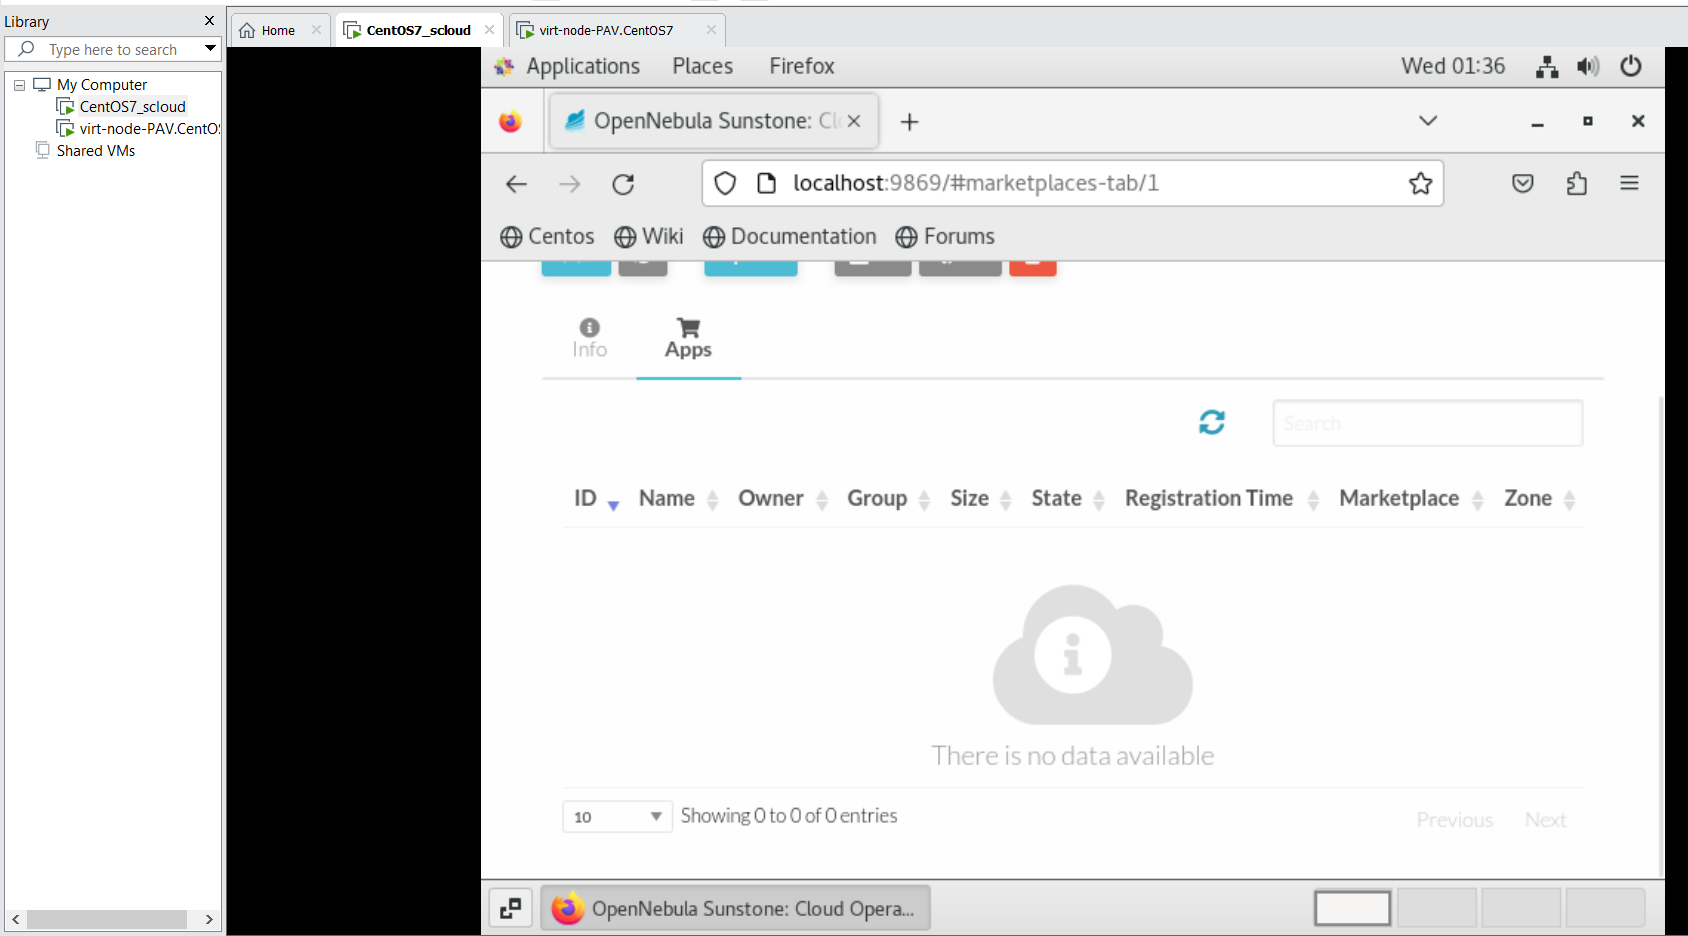 Library
X
Type here to search
My Computer
CentOS7_scloud
virt-node-PAV.CentO
Shared VMs
Home
CentOS7_scloud
virt-node-PAV.CentOS7
Applications Places Firefox
Wed 01:36
OpenNebula Sunstone: Cl
localhost:9869/#marketplaces-tab/1
Centos Wiki Documentation Forums
Info
Apps
Search
ID Name Owner Group Size State Registration Time Marketplace Zone
There is no data available
10 Showing 0 to 0 of 0 entries
Previous Next
OpenNebula Sunstone: Cloud Opera...